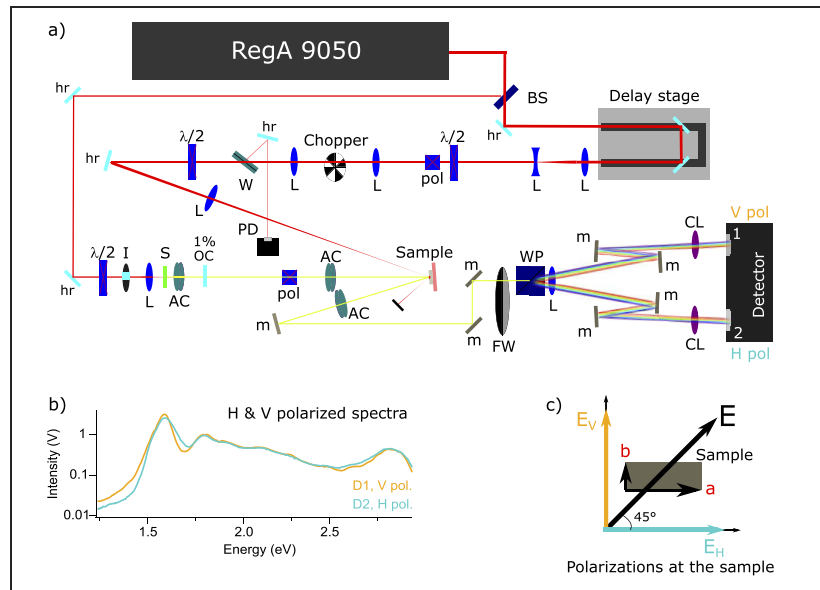 a)
RegA 9050
hr
BS
Delay stage
hr
λ/2
hr
Chopper
λ/2
hr
W
L
L
pol
L
L
L
PD
CL
V pol
1
λ/2
I
S
1%
OC
AC
Sample
m
WP
m
hr
L
AC
pol
AC
m
m
L
m
FW
m
m
CL
2
Detector
H pol
b)
H & V polarized spectra
Intensity (V)
1
0.1
0.01
D1, V pol.
D2, H pol.
1.5
2.0
2.5
Energy (eV)
c)
EV
E
Sample
b
a
45°
EH
Polarizations at the sample